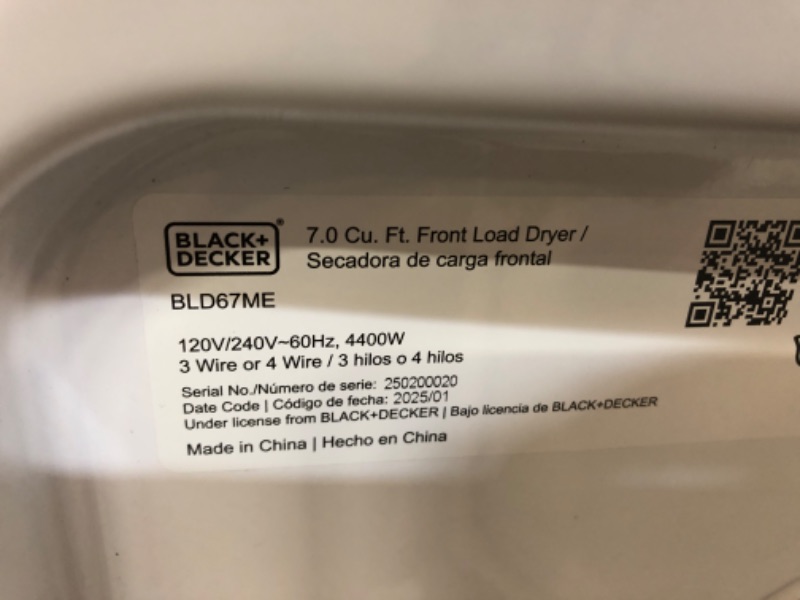 BLACK+
DECKER®
7.0 Cu. Ft. Front Load Dryer /
Secadora de carga frontal
BLD67ME
120V/240V~60Hz, 4400W
3 Wire or 4 Wire / 3 hilos o 4 hilos
Serial No./Número de serie: 250200020
Date Code | Código de fecha: 2025/01
Under license from BLACK+DECKER | Bajo licencia de BLACK+DECKER
Made in China | Hecho en China